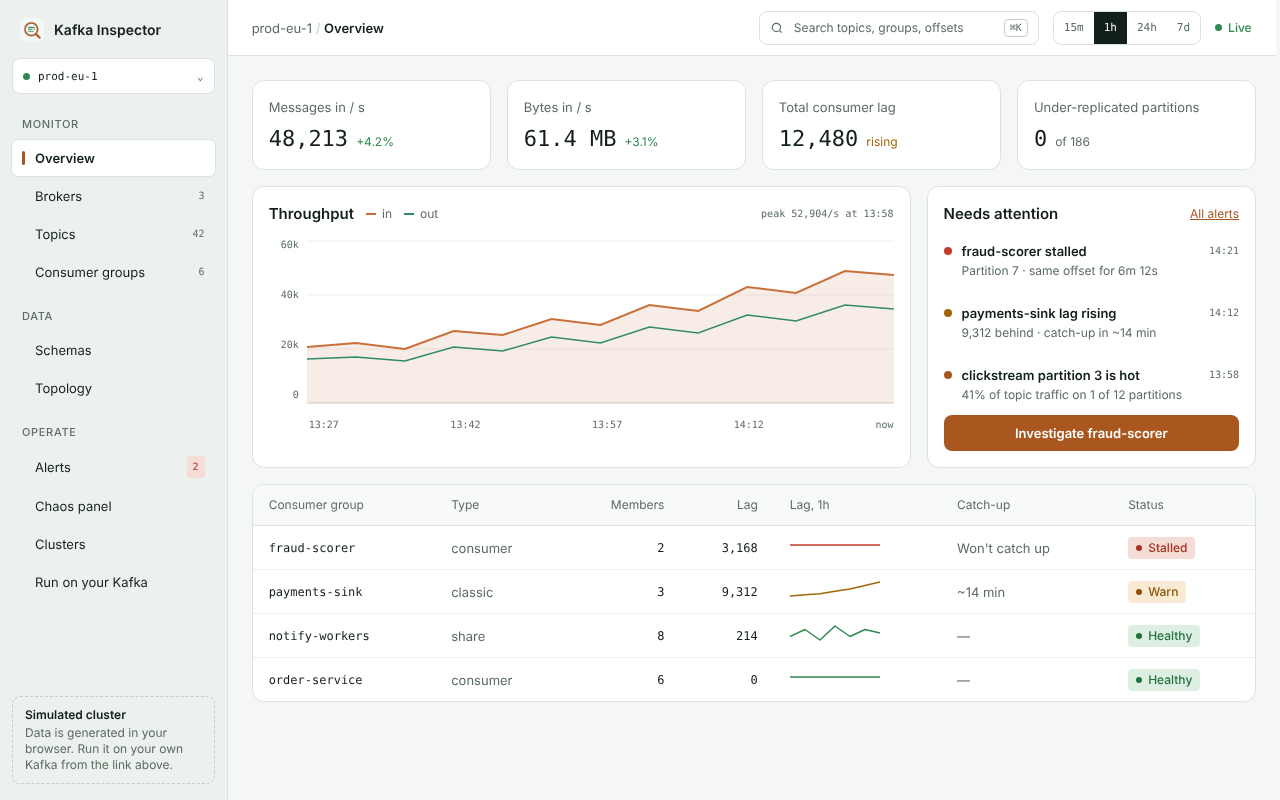 Kafka Inspector
prod-eu-1
MONITOR
Overview
Brokers 3
Topics 42
Consumer groups 6
DATA
Schemas
Topology
OPERATE
Alerts 2
Chaos panel
Clusters
Run on your Kafka
Simulated cluster
Data is generated in your
browser. Run it on your own
Kafka from the link above.
prod-eu-1 / Overview
Search topics, groups, offsets ⌘K
15m 1h 24h 7d
Live
Messages in / s
48,213 +4.2%
Bytes in / s
61.4 MB +3.1%
Total consumer lag
12,480 rising
Under-replicated partitions
0 of 186
Throughput in out peak 52,904/s at 13:58
60k
40k
20k
0
13:27 13:42 13:57 14:12 now
Needs attention All alerts
fraud-scorer stalled 14:21
Partition 7 · same offset for 6m 12s
payments-sink lag rising 14:12
9,312 behind · catch-up in ~14 min
clickstream partition 3 is hot 13:58
41% of topic traffic on 1 of 12 partitions
Investigate fraud-scorer
Consumer group Type Members Lag Lag, 1h Catch-up Status
fraud-scorer consumer 2 3,168 Won't catch up Stalled
payments-sink classic 3 9,312 ~14 min Warn
notify-workers share 8 214 — Healthy
order-service consumer 6 0 — Healthy